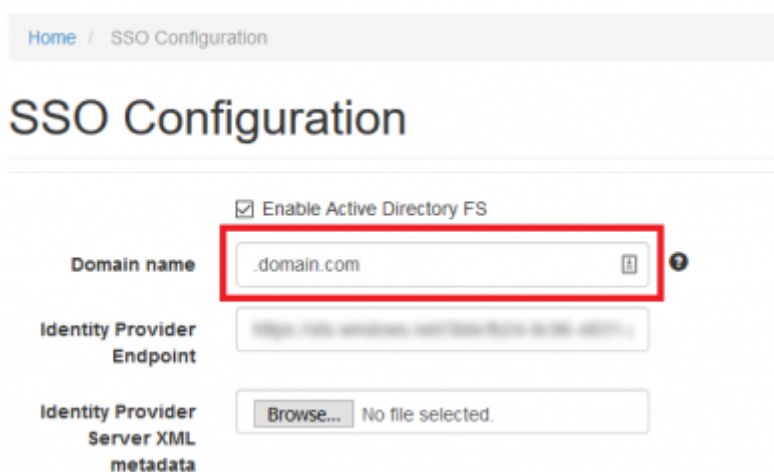 Home / SSO Configuration
SSO Configuration
Enable Active Directory FS
Domain name
.domain.com
Identity Provider
Endpoint
Identity Provider
Server XML
metadata
Browse... No file selected.